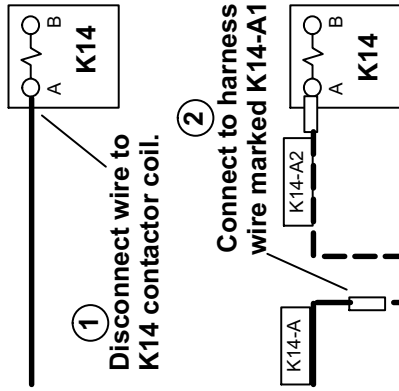 B
A
K14
1
Disconnect wire to
K14 contactor coil.
2
Connect to harness
wire marked K14-A1
B
A
K14
K14-A2
K14-A